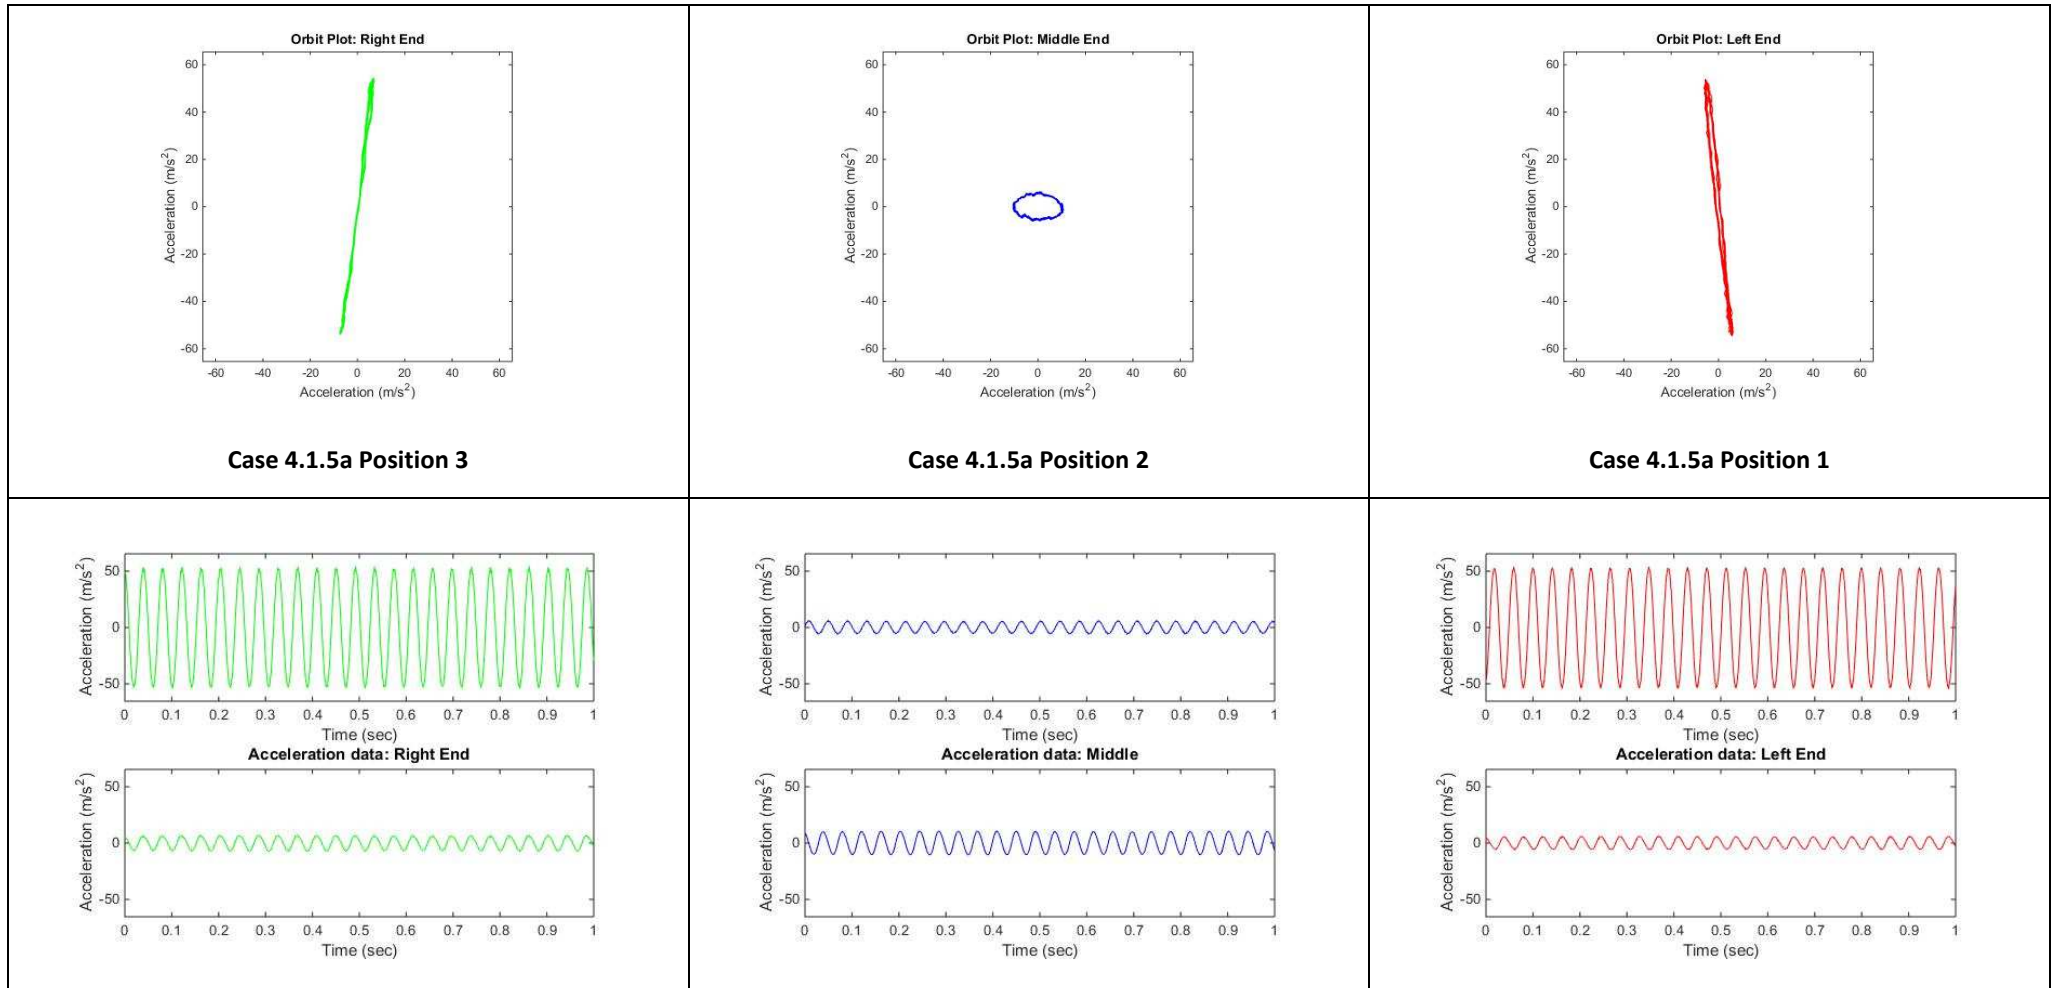 Orbit Plot: Right End
60
40
20
0
-20
-40
-60
Acceleration (m/s2)
-60 -40 -20 0 20 40 60
Acceleration (m/s2)
Case 4.1.5a Position 3
Orbit Plot: Middle End
60
40
20
0
-20
-40
-60
Acceleration (m/s2)
-60 -40 -20 0 20 40 60
Acceleration (m/s2)
Case 4.1.5a Position 2
Orbit Plot: Left End
60
40
20
0
-20
-40
-60
Acceleration (m/s2)
-60 -40 -20 0 20 40 60
Acceleration (m/s2)
Case 4.1.5a Position 1
50
0
-50
Acceleration (m/s2)
0 0.1 0.2 0.3 0.4 0.5 0.6 0.7 0.8 0.9 1
Time (sec)
Acceleration data: Right End
50
0
-50
Acceleration (m/s2)
0 0.1 0.2 0.3 0.4 0.5 0.6 0.7 0.8 0.9 1
Time (sec)
50
0
-50
Acceleration (m/s2)
0 0.1 0.2 0.3 0.4 0.5 0.6 0.7 0.8 0.9 1
Time (sec)
Acceleration data: Middle
50
0
-50
Acceleration (m/s2)
0 0.1 0.2 0.3 0.4 0.5 0.6 0.7 0.8 0.9 1
Time (sec)
50
0
-50
Acceleration (m/s2)
0 0.1 0.2 0.3 0.4 0.5 0.6 0.7 0.8 0.9 1
Time (sec)
Acceleration data: Left End
50
0
-50
Acceleration (m/s2)
0 0.1 0.2 0.3 0.4 0.5 0.6 0.7 0.8 0.9 1
Time (sec)